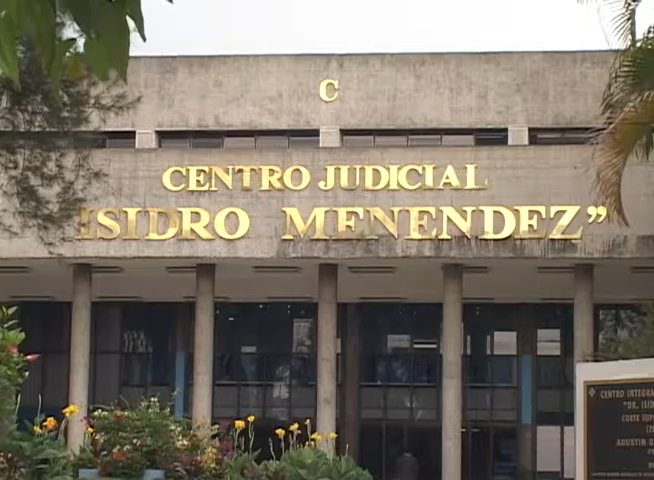 C
CENTRO JUDICIAL
ISIDRO MENENDEZ”
CENTRO INTEGRA
"DR. ISID
CORTE SUP
AGUSTIN